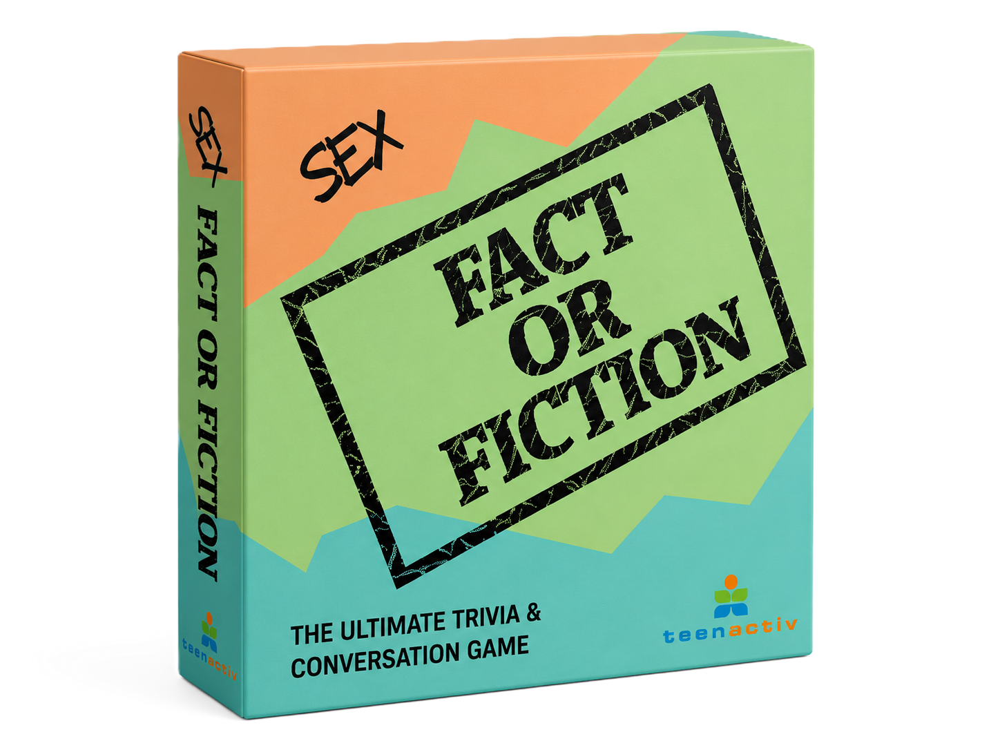 SEX
FACT
OR
FICTION
THE ULTIMATE TRIVIA &
CONVERSATION GAME
teenactiv
SEX FACT OR FICTION
teenactiv